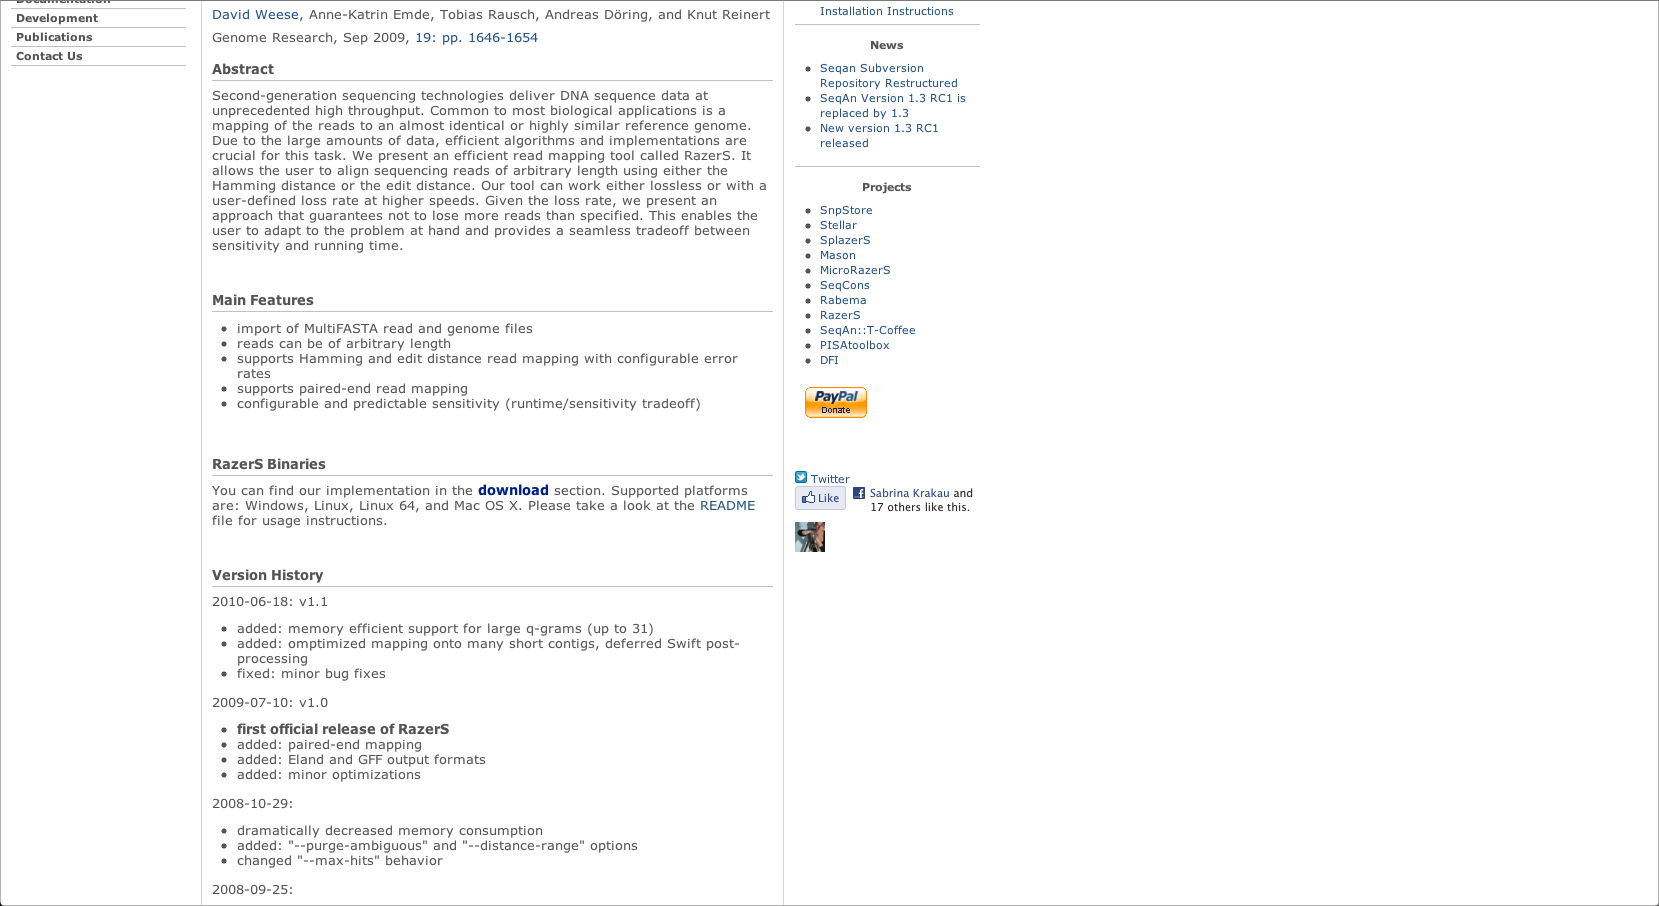 Documentation
Development
Publications
Contact Us
David Weese, Anne-Katrin Emde, Tobias Rausch, Andreas Döring, and Knut Reinert
Genome Research, Sep 2009, 19: pp. 1646-1654
Abstract
Second-generation sequencing technologies deliver DNA sequence data at
unprecedented high throughput. Common to most biological applications is a
mapping of the reads to an almost identical or highly similar reference genome.
Due to the large amounts of data, efficient algorithms and implementations are
crucial for this task. We present an efficient read mapping tool called RazerS. It
allows the user to align sequencing reads of arbitrary length using either the
Hamming distance or the edit distance. Our tool can work either lossless or with a
user-defined loss rate at higher speeds. Given the loss rate, we present an
approach that guarantees not to lose more reads than specified. This enables the
user to adapt to the problem at hand and provides a seamless tradeoff between
sensitivity and running time.
Main Features
import of MultiFASTA read and genome files
reads can be of arbitrary length
supports Hamming and edit distance read mapping with configurable error
rates
supports paired-end read mapping
configurable and predictable sensitivity (runtime/sensitivity tradeoff)
RazerS Binaries
You can find our implementation in the download section. Supported platforms
are: Windows, Linux, Linux 64, and Mac OS X. Please take a look at the README
file for usage instructions.
Version History
2010-06-18: v1.1
added: memory efficient support for large q-grams (up to 31)
added: omptimized mapping onto many short contigs, deferred Swift post-
processing
fixed: minor bug fixes
2009-07-10: v1.0
first official release of RazerS
added: paired-end mapping
added: Eland and GFF output formats
added: minor optimizations
2008-10-29:
dramatically decreased memory consumption
added: "--purge-ambiguous" and "--distance-range" options
changed "--max-hits" behavior
2008-09-25:
Installation Instructions
News
Seqan Subversion
Repository Restructured
SeqAn Version 1.3 RC1 is
replaced by 1.3
New version 1.3 RC1
released
Projects
SnpStore
Stellar
SplazerS
Mason
MicroRazerS
SeqCons
Rabema
RazerS
SeqAn::T-Coffee
PISAtoolbox
DFI
PayPal
Donate
Twitter
Like
Sabrina Krakau and
17 others like this.